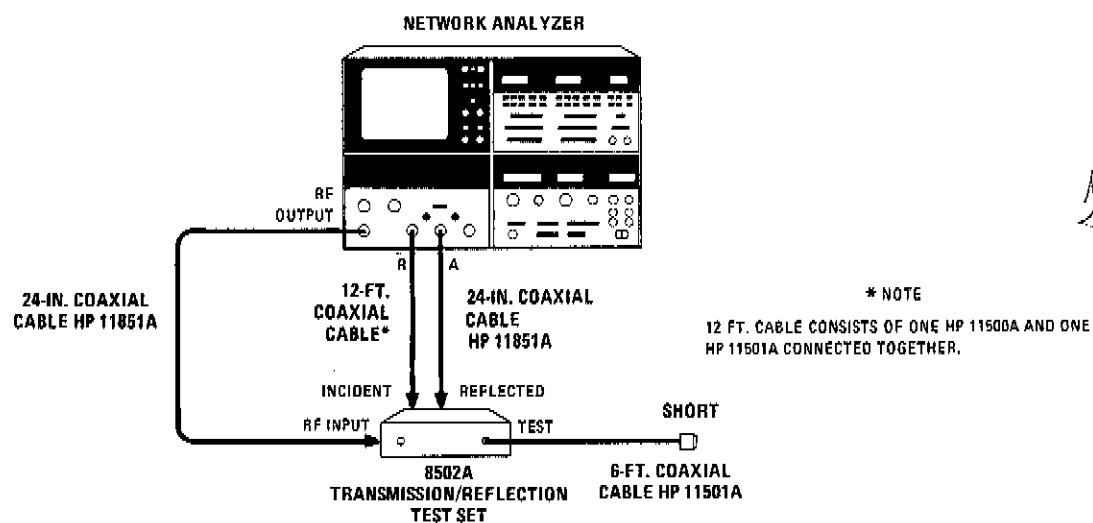 NETWORK ANALYZER
RF
OUTPUT
R
A
24-IN. COAXIAL
CABLE HP 11851A
12-FT.
COAXIAL
CABLE*
24-IN. COAXIAL
CABLE
HP 11851A
* NOTE
12 FT. CABLE CONSISTS OF ONE HP 11500A AND ONE
HP 11501A CONNECTED TOGETHER.
INCIDENT
REFLECTED
RF INPUT
TEST
SHORT
8502A
TRANSMISSION/REFLECTION
TEST SET
6-FT. COAXIAL
CABLE HP 11501A